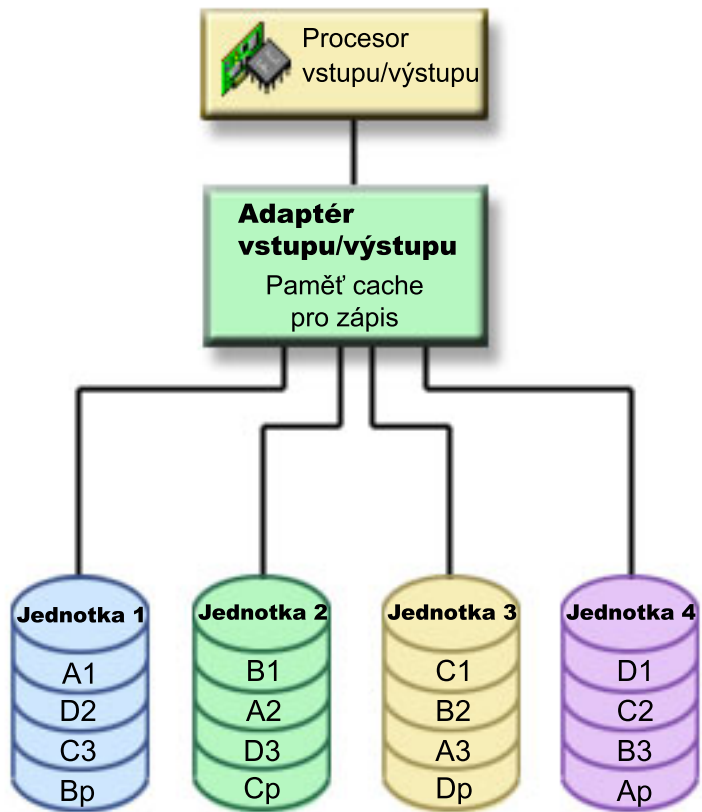 Procesor
vstupu/výstupu
Adaptér
vstupu/výstupu
Paměť cache
pro zápis
Jednotka 1
A1
D2
C3
Bp
Jednotka 2
B1
A2
D3
Cp
Jednotka 3
C1
B2
A3
Dp
Jednotka 4
D1
C2
B3
Ap